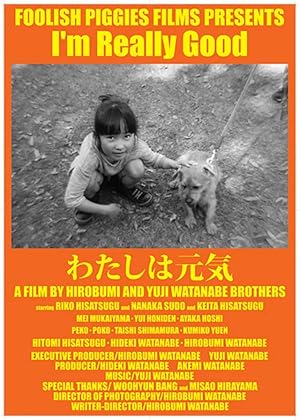 FOOLISH PIGGIES FILMS PRESENTS
I'm Really Good
わたしは元気
A FILM BY HIROBUMI AND YUJI WATANABE BROTHERS
starring RIKO HISATSUGU and NANAKA SUDO and KEITA HISATSUGU
MEI MUKAIYAMA · YUI HONIDEN · AYAKA HOSHI
PEKO · POKO · TAISHI SHIMAMURA · KUMIKO YUEN
HITOMI HISATSUGU · HIDEKI WATANABE · HIROBUMI WATANABE
EXECUTIVE PRODUCER/HIROBUMI WATANABE YUJI WATANABE
PRODUCER/HIDEKI WATANABE AKEMI WATANABE
MUSIC/YUJI WATANABE
SPECIAL THANKS/ WOOHYUN BANG and MISAO HIRAYAMA
DIRECTOR OF PHOTOGRAPHY/HIROBUMI WATANABE
WRITER-DIRECTOR/HIROBUMI WATANABE